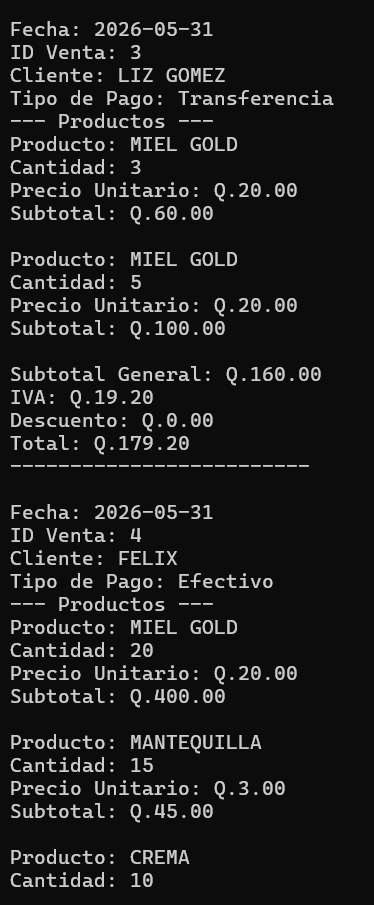 Fecha: 2026-05-31
ID Venta: 3
Cliente: LIZ GOMEZ
Tipo de Pago: Transferencia
--- Productos ---
Producto: MIEL GOLD
Cantidad: 3
Precio Unitario: Q.20.00
Subtotal: Q.60.00

Producto: MIEL GOLD
Cantidad: 5
Precio Unitario: Q.20.00
Subtotal: Q.100.00

Subtotal General: Q.160.00
IVA: Q.19.20
Descuento: Q.0.00
Total: Q.179.20
-------------------------

Fecha: 2026-05-31
ID Venta: 4
Cliente: FELIX
Tipo de Pago: Efectivo
--- Productos ---
Producto: MIEL GOLD
Cantidad: 20
Precio Unitario: Q.20.00
Subtotal: Q.400.00

Producto: MANTEQUILLA
Cantidad: 15
Precio Unitario: Q.3.00
Subtotal: Q.45.00

Producto: CREMA
Cantidad: 10